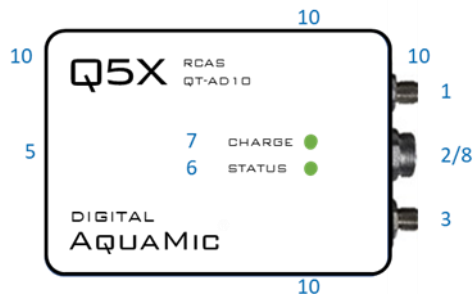 10
10
10
Q5X RCAS
QT-AD10
1
5
7 CHARGE
6 STATUS
2/8
3
DIGITAL
AQUAMIC
10